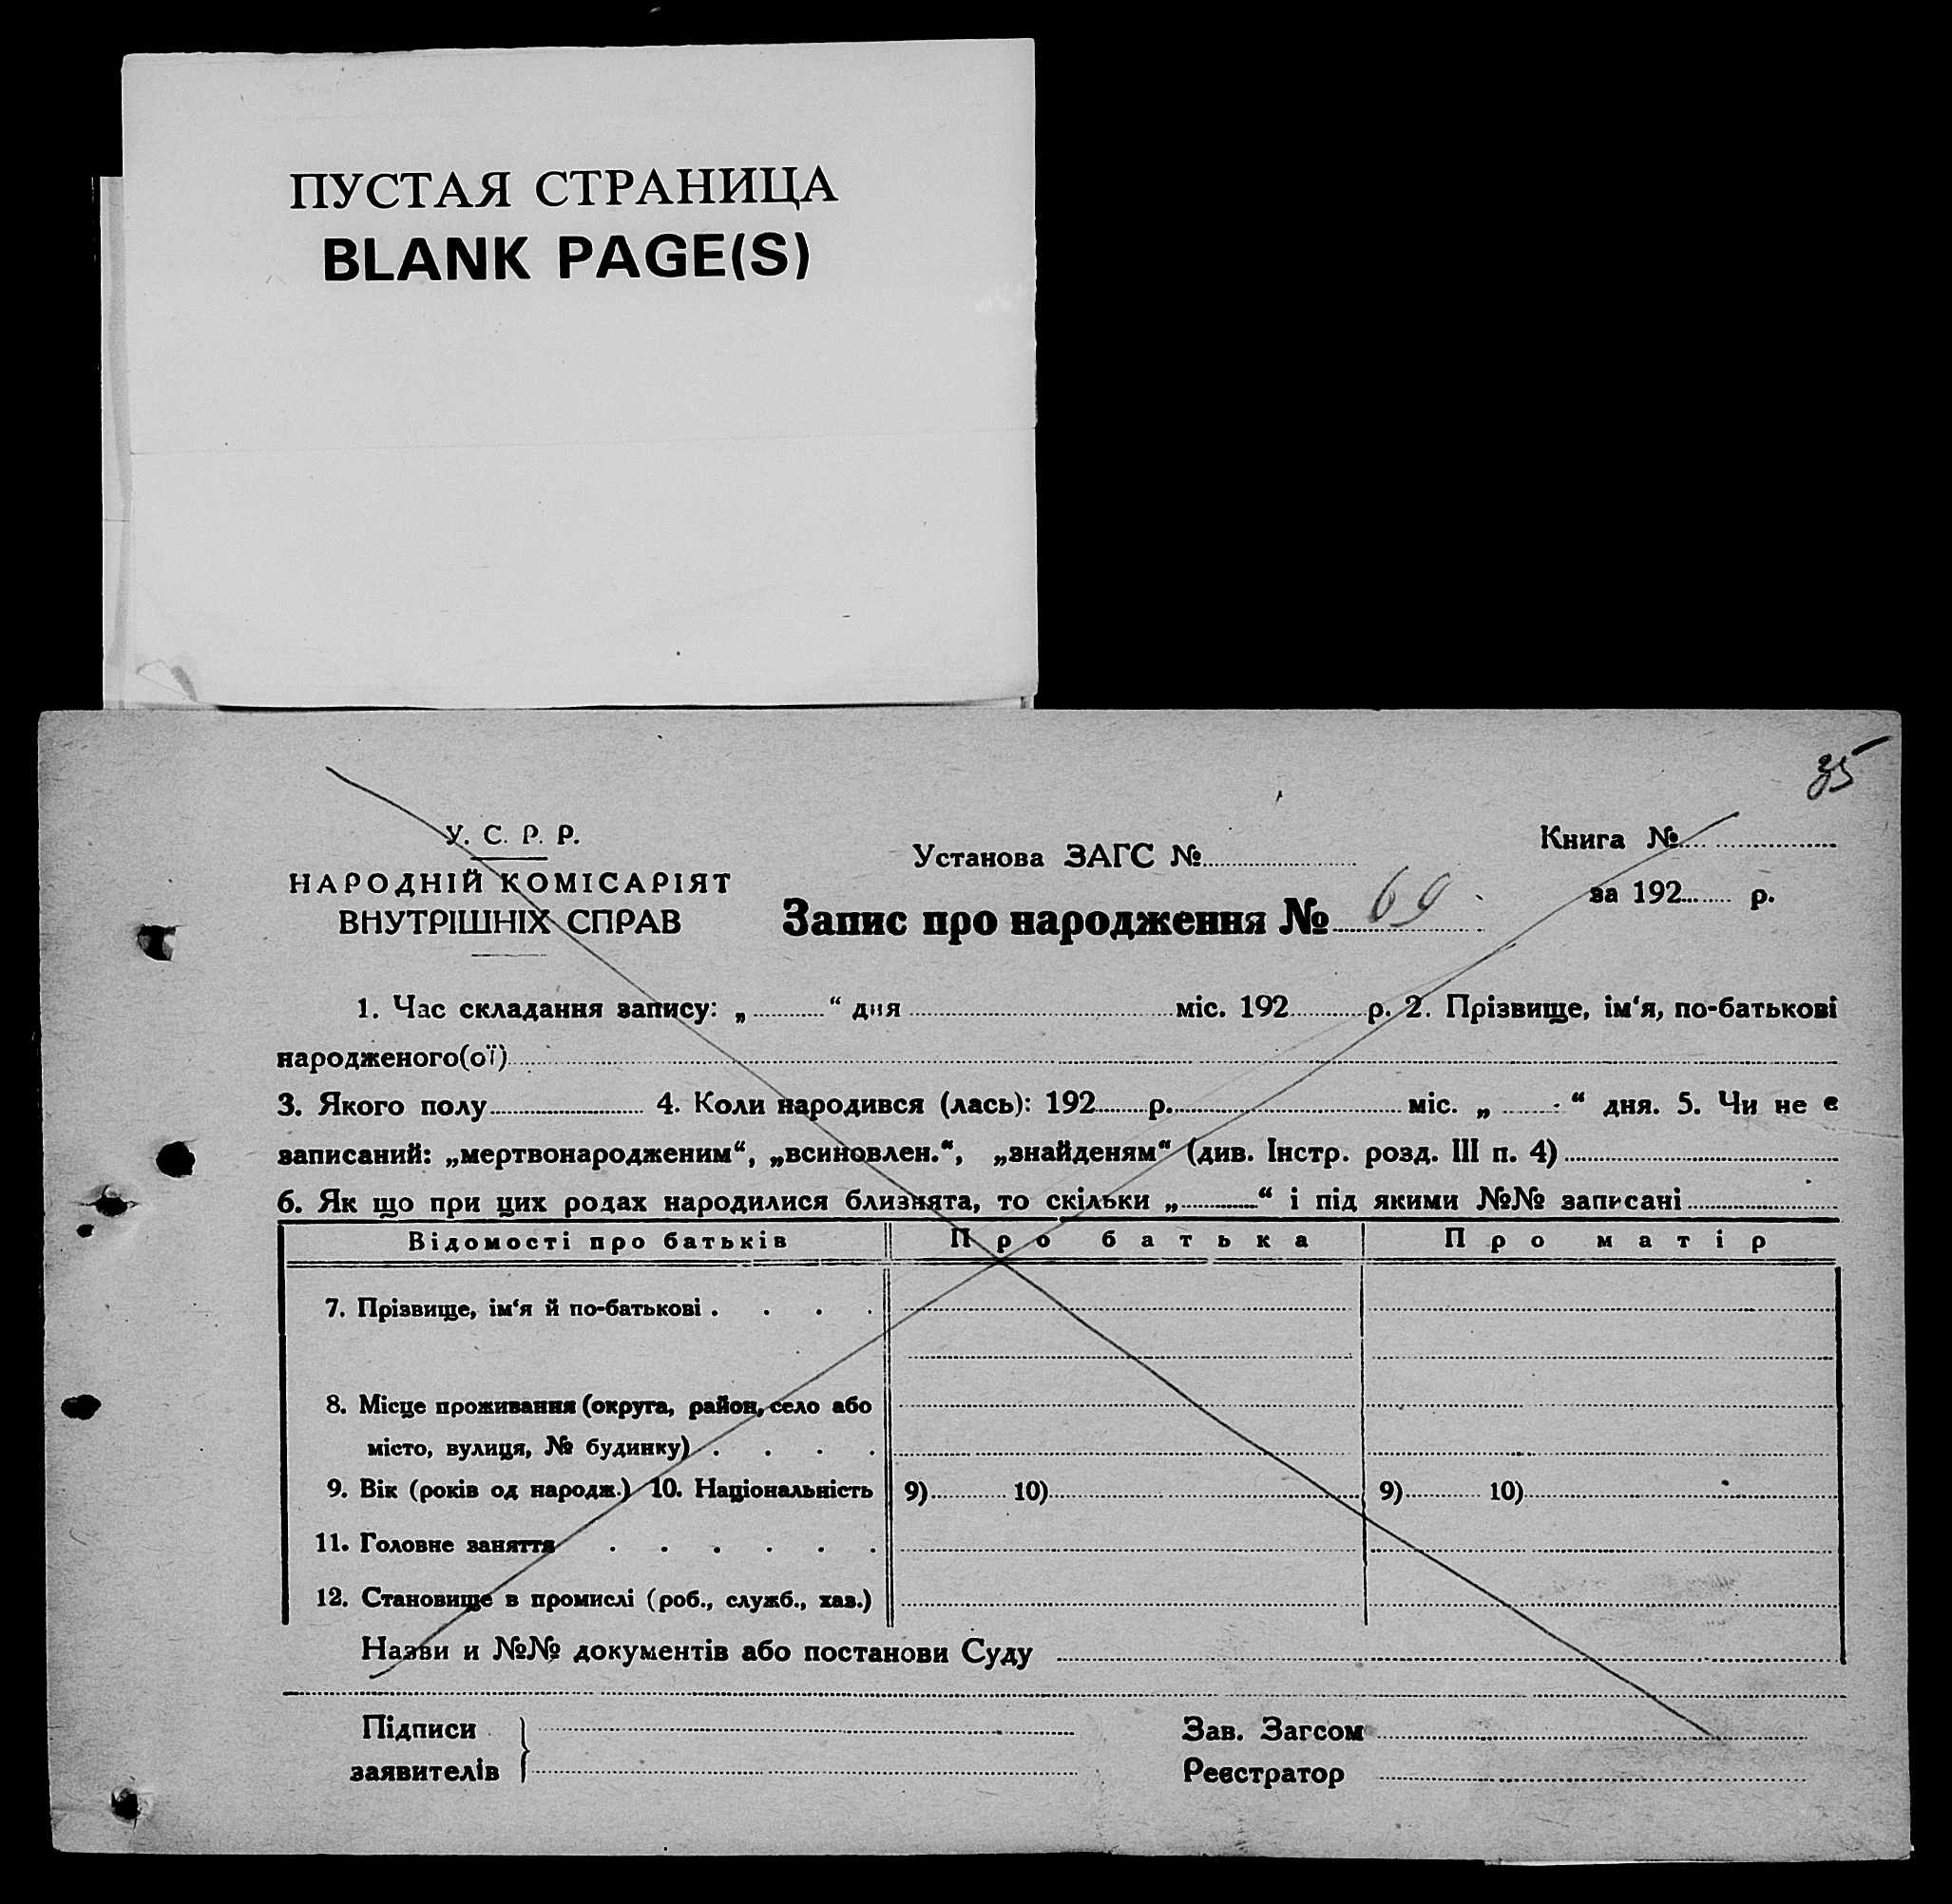 ПУСТАЯ СТРАНИЦА
BLANK PAGE(S)
35
У. С. Р. Р.
НАРОДНІЙ КОМІСАРІЯТ
ВНУТРІШНІХ СПРАВ
Установа ЗАГС №
Запис про народження № 69
Книга №
за 192 р.
1. Час складання запису: „ “ дня міс. 192 р. 2. Прізвище, ім‘я, по-батькові
народженого(ої)
3. Якого полу 4. Коли народився (лась): 192 р. міс. „ “ дня. 5. Чи не є
записаний: „мертвонародженим“, „всиновлен.“, „знайденям“ (див. Інстр. розд. III п. 4)
6. Як що при цих родах народилися близнята, то скільки „ “ і під якими №№ записані
Відомості про батьків Про батька Про матір
7. Прізвище, ім‘я й по-батькові . . . .
8. Місце проживання (округа, район, село або
місто, вулиця, № будинку) . . . .
9. Вік (років од народж.) 10. Національність 9) 10) 9) 10)
11. Головне заняття . . . . . .
12. Становище в промислі (роб., служб., хаз.)
Назви и №№ документів або постанови Суду
Підписи
заявителів
Зав. Загсом
Реєстратор